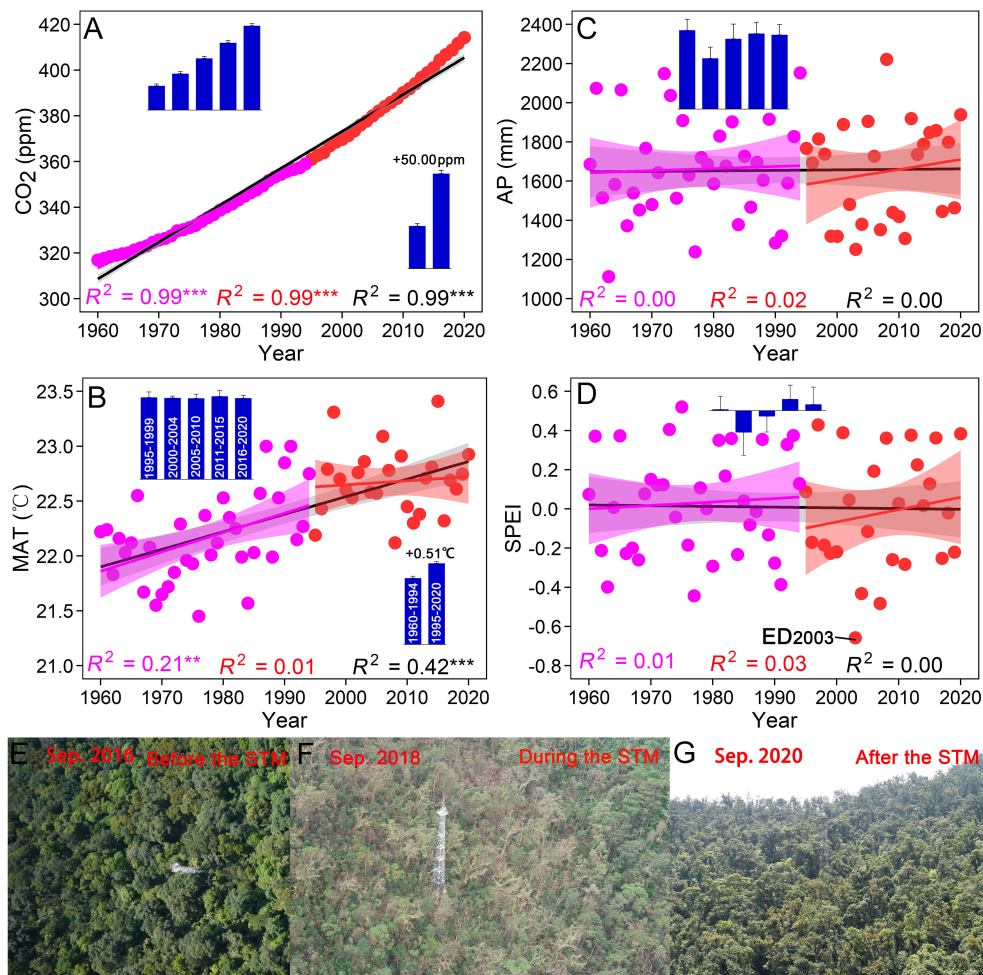 A
CO2 (ppm)
420
400
380
360
340
320
300
+50.00ppm
R² = 0.99***
R² = 0.99***
R² = 0.99***
1960
1970
1980
1990
2000
2010
2020
Year
C
AP (mm)
2400
2200
2000
1800
1600
1400
1200
1000
R² = 0.00
R² = 0.02
R² = 0.00
1960
1970
1980
1990
2000
2010
2020
Year
B
MAT (℃)
23.5
23.0
22.5
22.0
21.5
21.0
1995-1999
2000-2004
2005-2010
2011-2015
2016-2020
+0.51℃
1960-1994
1995-2020
R² = 0.21**
R² = 0.01
R² = 0.42***
1960
1970
1980
1990
2000
2010
2020
Year
D
SPEI
0.6
0.4
0.2
0.0
-0.2
-0.4
-0.6
-0.8
ED2003
R² = 0.01
R² = 0.03
R² = 0.00
1960
1970
1980
1990
2000
2010
2020
Year
E
Sep. 2016
Before the STM
F
Sep. 2018
During the STM
G
Sep. 2020
After the STM